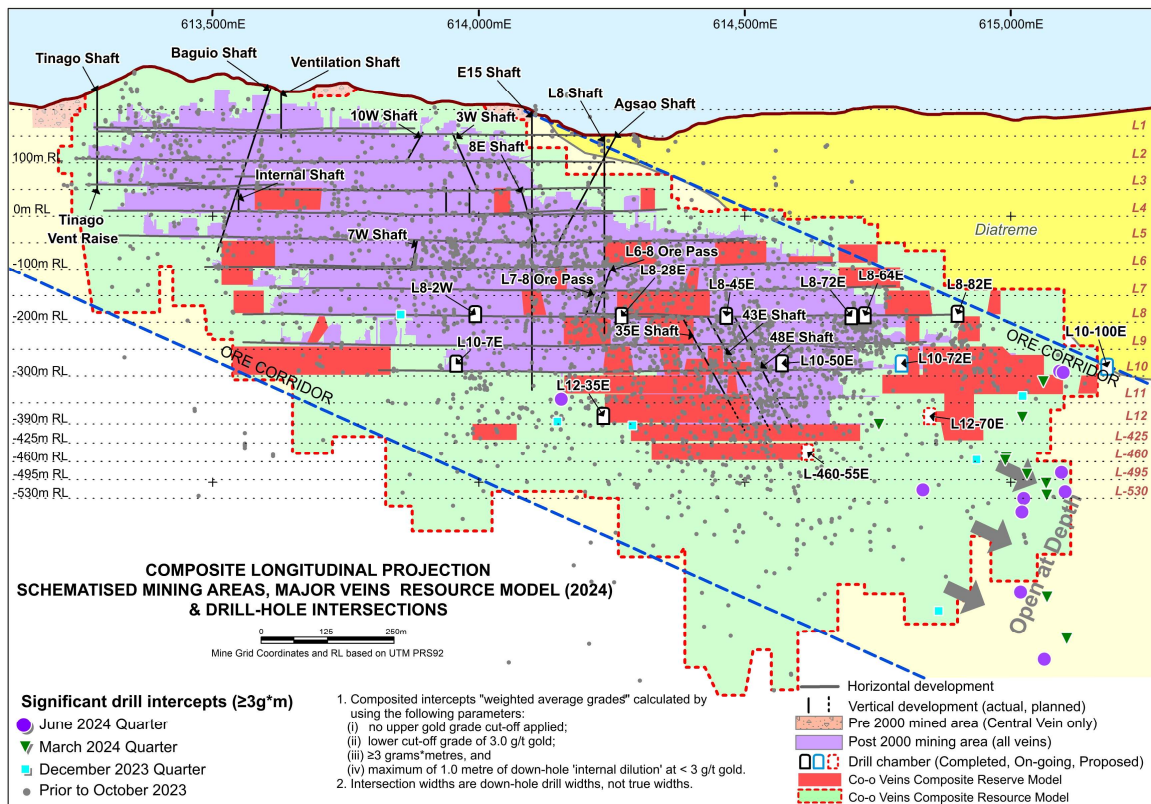 613,500mE
614,000mE
614,500mE
615,000mE
Tinago Shaft
Baguio Shaft
Ventilation Shaft
E15 Shaft
L8 Shaft
Agsao Shaft
10W Shaft
3W Shaft
8E Shaft
Internal Shaft
Tinago
Vent Raise
7W Shaft
L6-8 Ore Pass
L7-8 Ore Pass
L8-2W
L8-28E
L8-45E
L8-72E
L8-64E
L8-82E
L10-7E
35E Shaft
43E Shaft
48E Shaft
L10-50E
L10-72E
L10-100E
L12-35E
L12-70E
L-460-55E
Diatreme
ORE CORRIDOR
ORE CORRIDOR
Open at Depth
100m RL
0m RL
-100m RL
-200m RL
-300m RL
-390m RL
-425m RL
-460m RL
-495m RL
-530m RL
L1
L2
L3
L4
L5
L6
L7
L8
L9
L10
L11
L12
L-425
L-460
L-495
L-530
COMPOSITE LONGITUDINAL PROJECTION
SCHEMATISED MINING AREAS, MAJOR VEINS RESOURCE MODEL (2024)
& DRILL-HOLE INTERSECTIONS
0 125 250m
Mine Grid Coordinates and RL based on UTM PRS92
Significant drill intercepts (≥3g*m)
June 2024 Quarter
March 2024 Quarter
December 2023 Quarter
Prior to October 2023
1. Composited intercepts "weighted average grades" calculated by
using the following parameters:
(i) no upper gold grade cut-off applied;
(ii) lower cut-off grade of 3.0 g/t gold;
(iii) ≥3 grams*metres, and
(iv) maximum of 1.0 metre of down-hole 'internal dilution' at < 3 g/t gold.
2. Intersection widths are down-hole drill widths, not true widths.
Horizontal development
Vertical development (actual, planned)
Pre 2000 mined area (Central Vein only)
Post 2000 mining area (all veins)
Drill chamber (Completed, On-going, Proposed)
Co-o Veins Composite Reserve Model
Co-o Veins Composite Resource Model